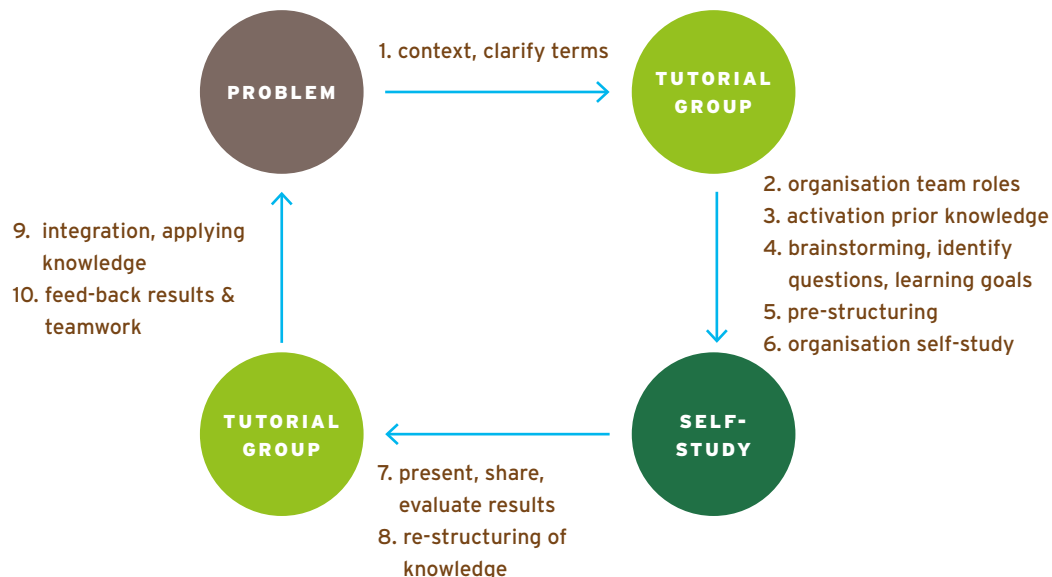 PROBLEM
1. context, clarify terms
TUTORIAL
GROUP
2. organisation team roles
3. activation prior knowledge
4. brainstorming, identify
questions, learning goals
5. pre-structuring
6. organisation self-study
SELF-
STUDY
7. present, share,
evaluate results
8. re-structuring of
knowledge
TUTORIAL
GROUP
9. integration, applying
knowledge
10. feed-back results &
teamwork